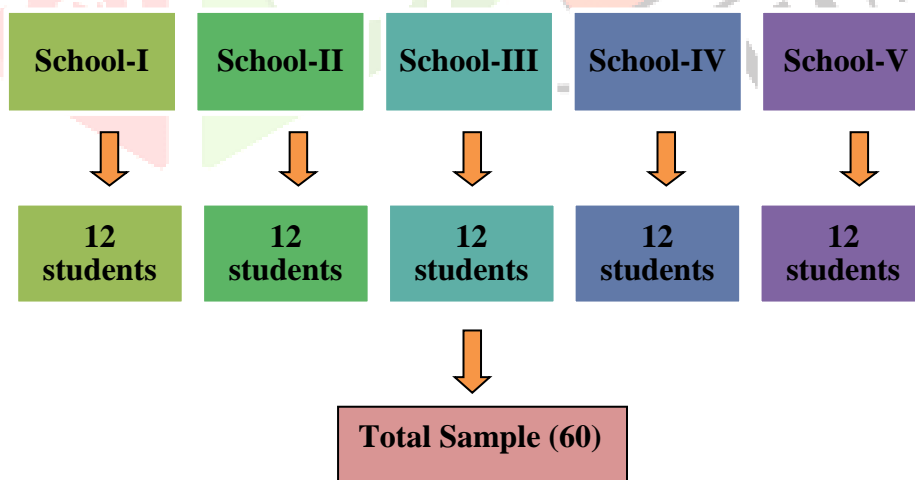 School-I
School-II
School-III
School-IV
School-V
12
students
12
students
12
students
12
students
12
students
Total Sample (60)